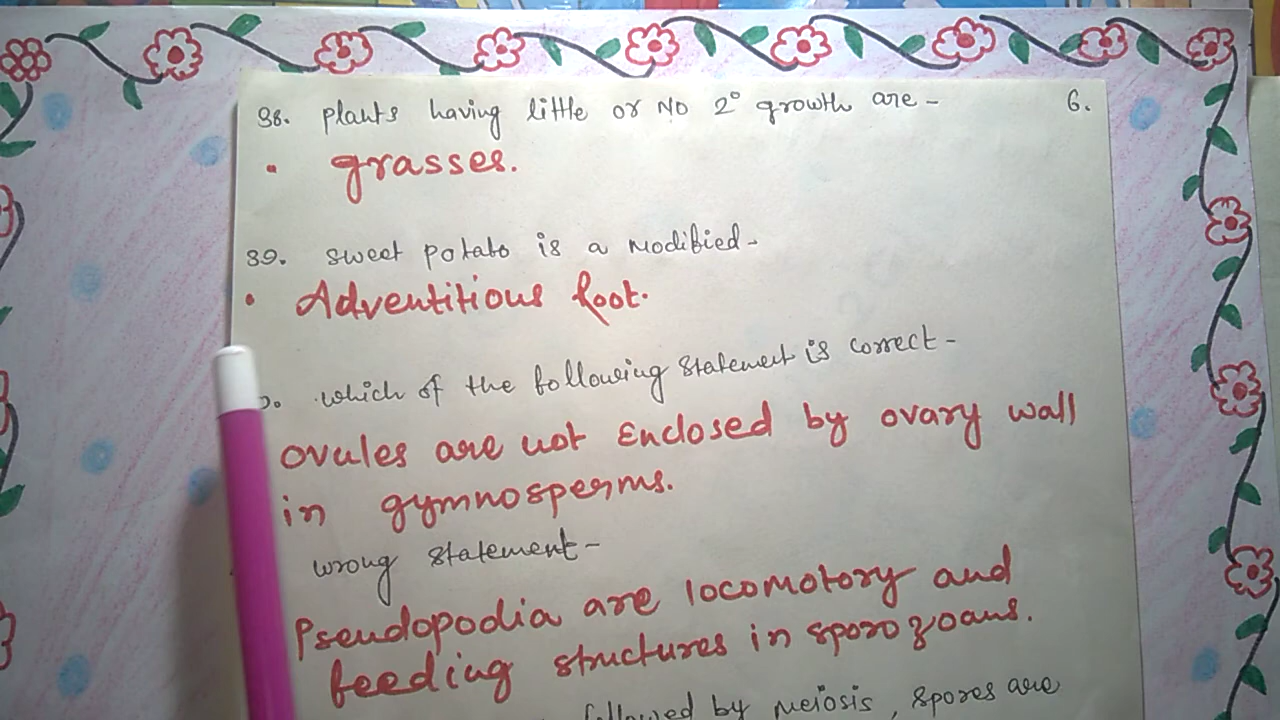 38. plants having little or No 2° growth are - 6.
• grasses.
39. sweet potato is a modified -
• Adventitious Root.
0. which of the following statement is correct -
ovules are not Enclosed by ovary wall
in gymnosperms.
wrong statement -
Pseudopodia are locomotory and
feeding structures in sporozoans.
followed by meiosis, spores are